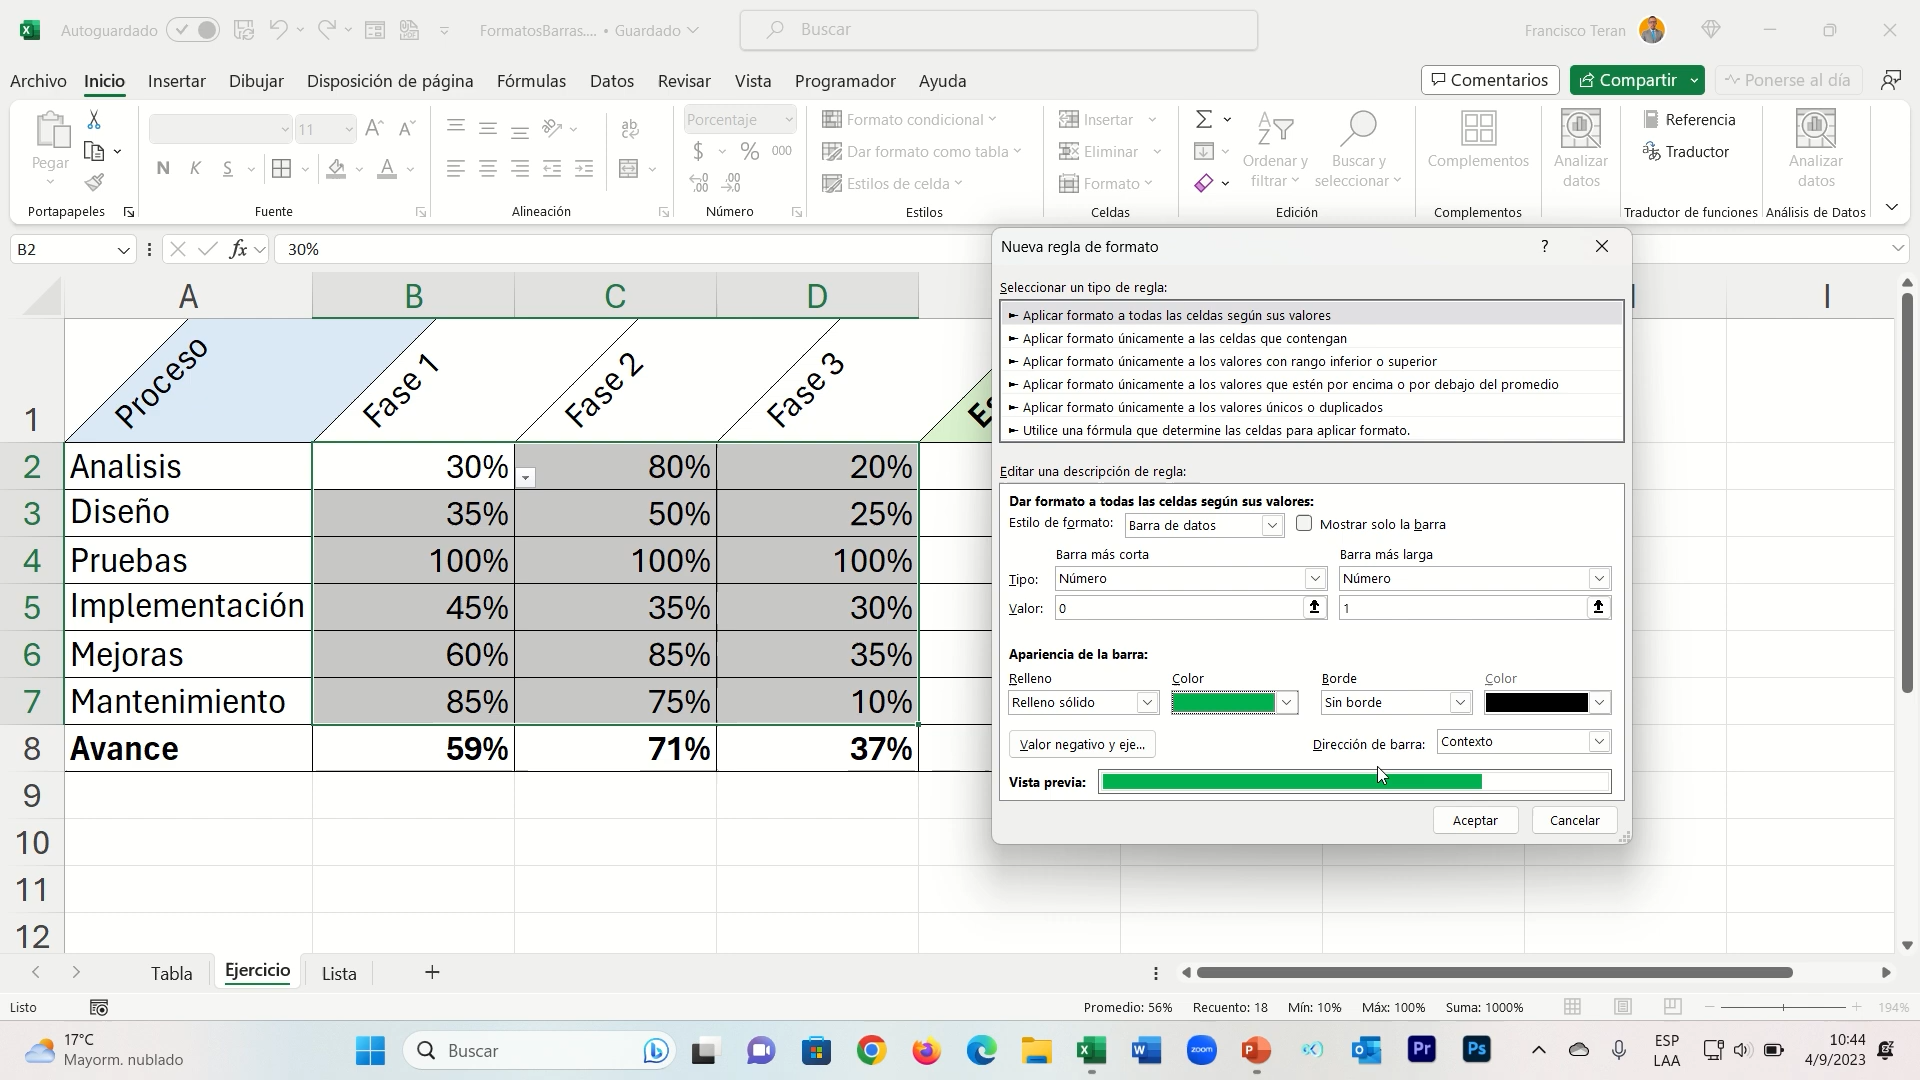 Autoguardado
FormatosBarras.... • Guardado
Buscar
Francisco Teran
Archivo Inicio Insertar Dibujar Disposición de página Fórmulas Datos Revisar Vista Programador Ayuda
Comentarios Compartir Ponerse al día
Pegar
11
Porcentaje
Formato condicional
Dar formato como tabla
Estilos de celda
Insertar
Eliminar
Formato
Ordenar y filtrar
Buscar y seleccionar
Complementos
Analizar datos
Referencia
Traductor
Analizar datos
N K S
$ % 000
Portapapeles Fuente Alineación Número Estilos Celdas Edición Complementos Traductor de funciones Análisis de Datos
B2 fx 30%
A B C D I
1 Proceso Fase 1 Fase 2 Fase 3 Es
2 Analisis 30% 80% 20%
3 Diseño 35% 50% 25%
4 Pruebas 100% 100% 100%
5 Implementación 45% 35% 30%
6 Mejoras 60% 85% 35%
7 Mantenimiento 85% 75% 10%
8 Avance 59% 71% 37%
9
10
11
12
Nueva regla de formato ?
Seleccionar un tipo de regla:
► Aplicar formato a todas las celdas según sus valores
► Aplicar formato únicamente a las celdas que contengan
► Aplicar formato únicamente a los valores con rango inferior o superior
► Aplicar formato únicamente a los valores que estén por encima o por debajo del promedio
► Aplicar formato únicamente a los valores únicos o duplicados
► Utilice una fórmula que determine las celdas para aplicar formato.
Editar una descripción de regla:
Dar formato a todas las celdas según sus valores:
Estilo de formato: Barra de datos Mostrar solo la barra
Barra más corta Barra más larga
Tipo: Número Número
Valor: 0 1
Apariencia de la barra:
Relleno Color Borde Color
Relleno sólido Sin borde
Valor negativo y eje... Dirección de barra: Contexto
Vista previa:
Aceptar Cancelar
Tabla Ejercicio Lista
Listo Promedio: 56% Recuento: 18 Mín: 10% Máx: 100% Suma: 1000% 194%
17°C
Mayorm. nublado
Buscar
zoom
Pr
Ps
ESP
LAA
10:44
4/9/2023